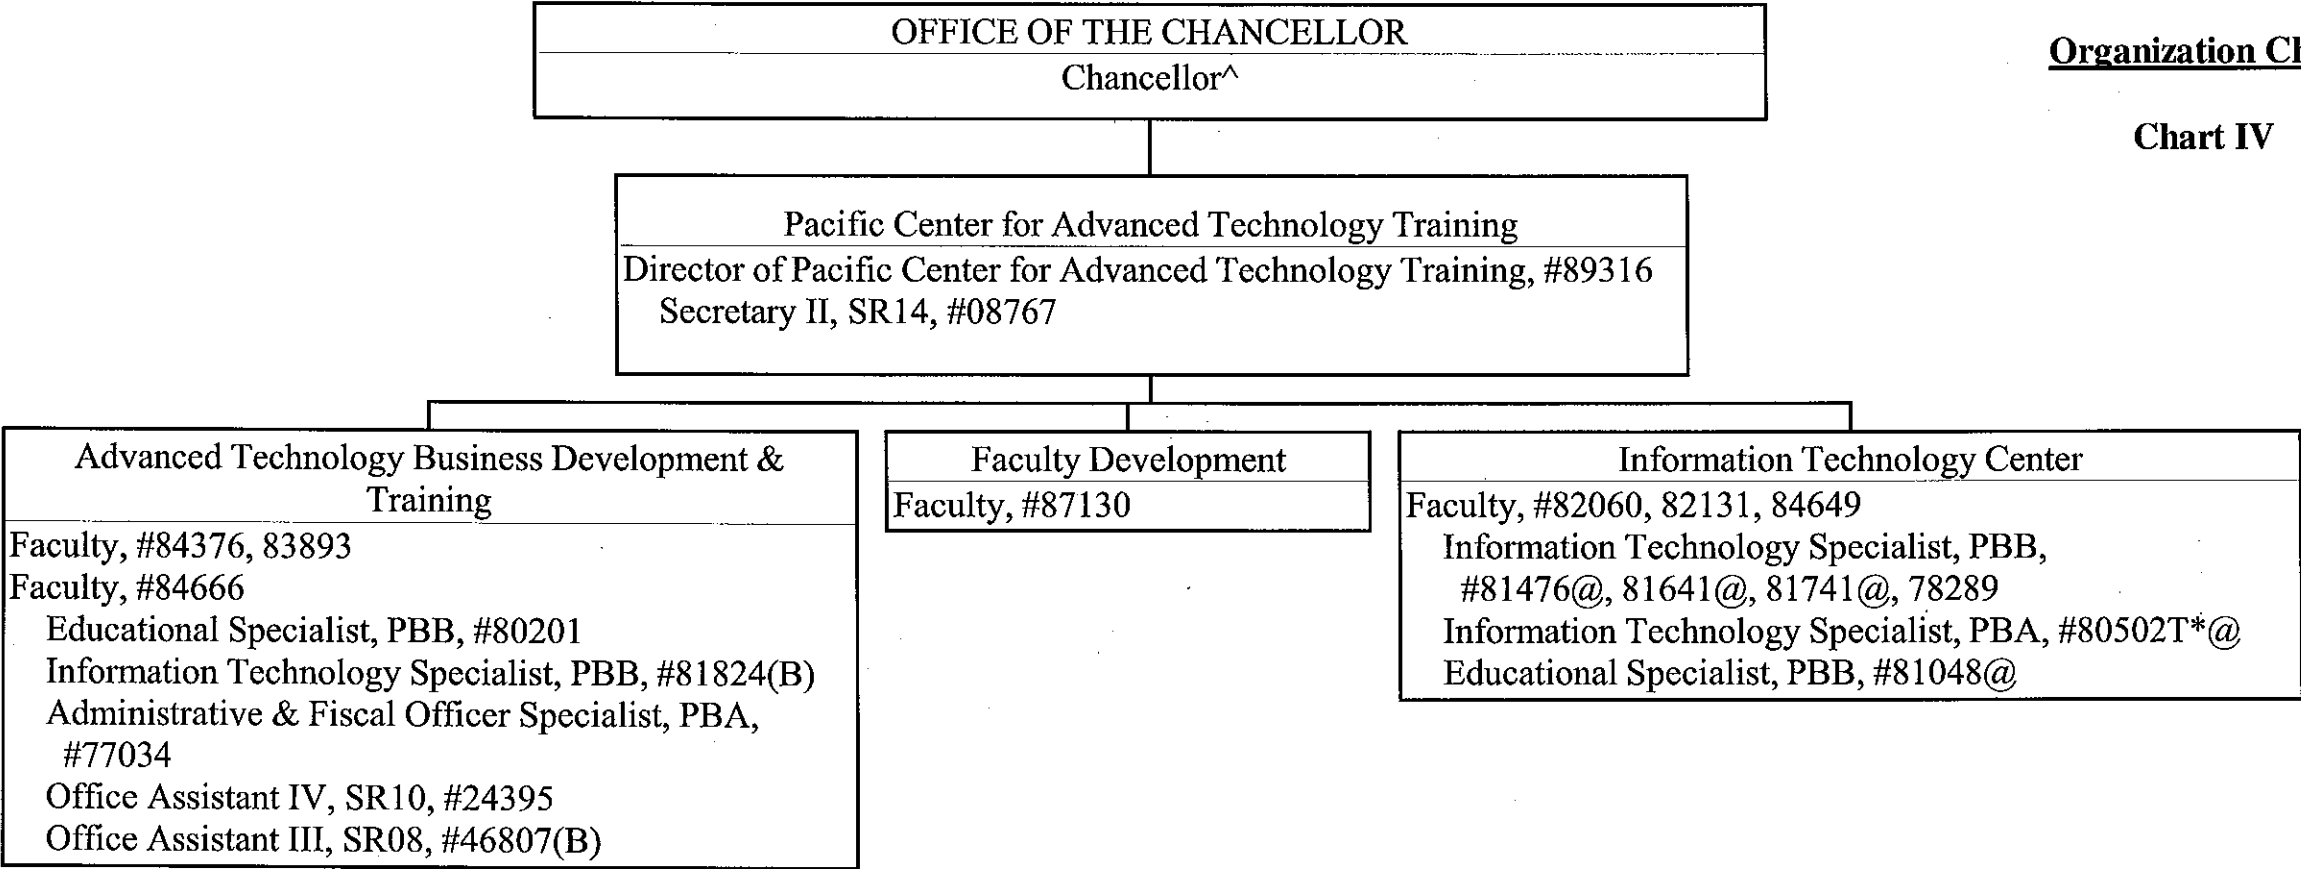 OFFICE OF THE CHANCELLOR
Chancellor^
Organization
Chart IV
Pacific Center for Advanced Technology Training
Director of Pacific Center for Advanced Technology Training, #89316
Secretary II, SR14, #08767
Advanced Technology Business Development &
Training
Faculty, #84376, 83893
Faculty, #84666
Educational Specialist, PBB, #80201
Information Technology Specialist, PBB, #81824(B)
Administrative & Fiscal Officer Specialist, PBA,
#77034
Office Assistant IV, SR10, #24395
Office Assistant III, SR08, #46807(B)
Faculty Development
Faculty, #87130
Information Technology Center
Faculty, #82060, 82131, 84649
Information Technology Specialist, PBB,
#81476@, 81641@, 81741@, 78289
Information Technology Specialist, PBA, #80502T*@
Educational Specialist, PBB, #81048@